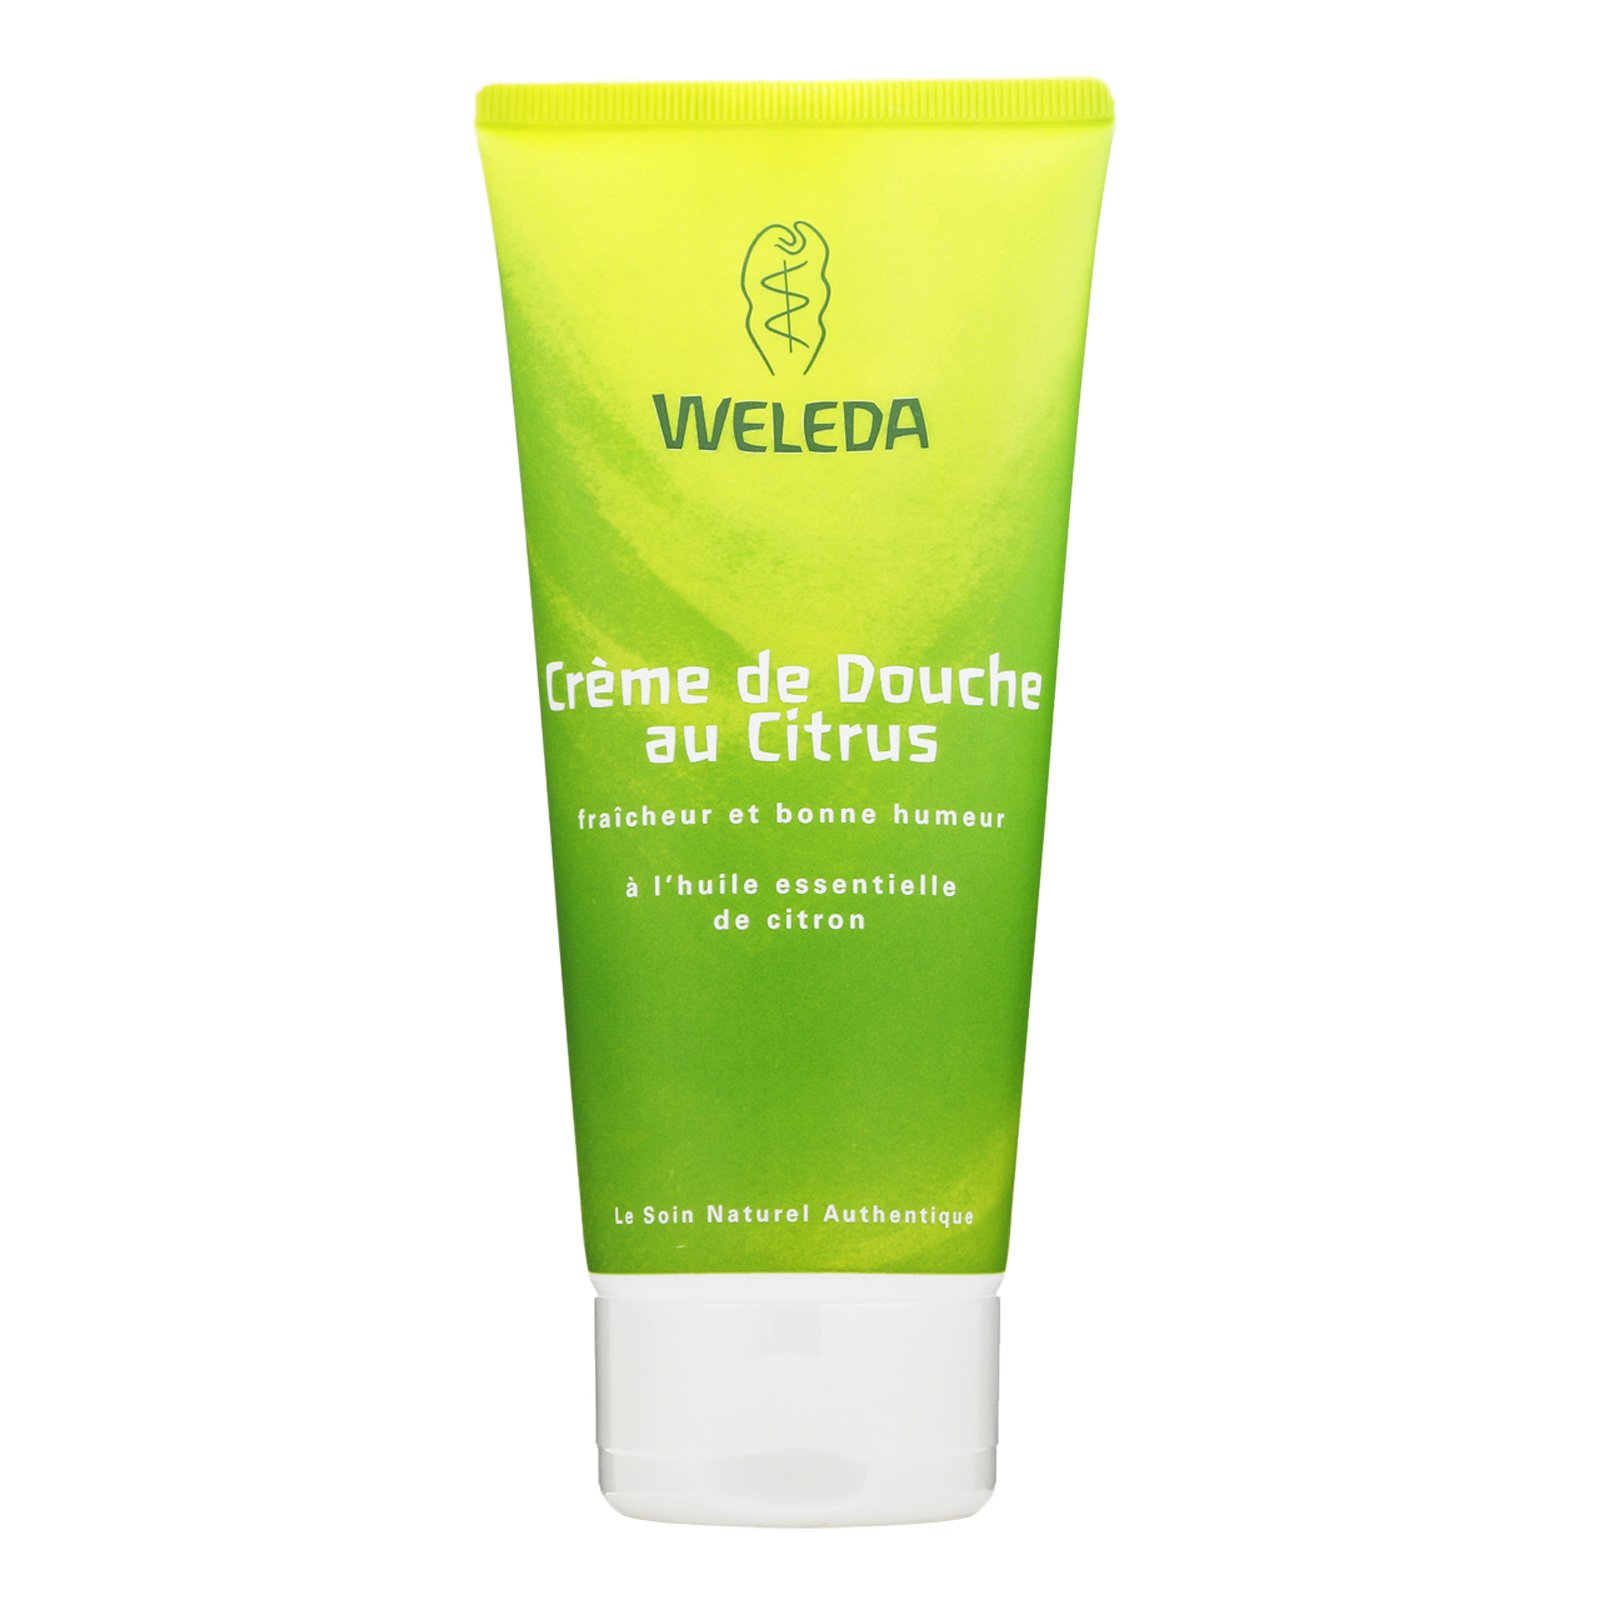 WELEDA
Crème de Douche
au Citrus
fraîcheur et bonne humeur
à l'huile essentielle
de citron
Le Soin Naturel Authentique